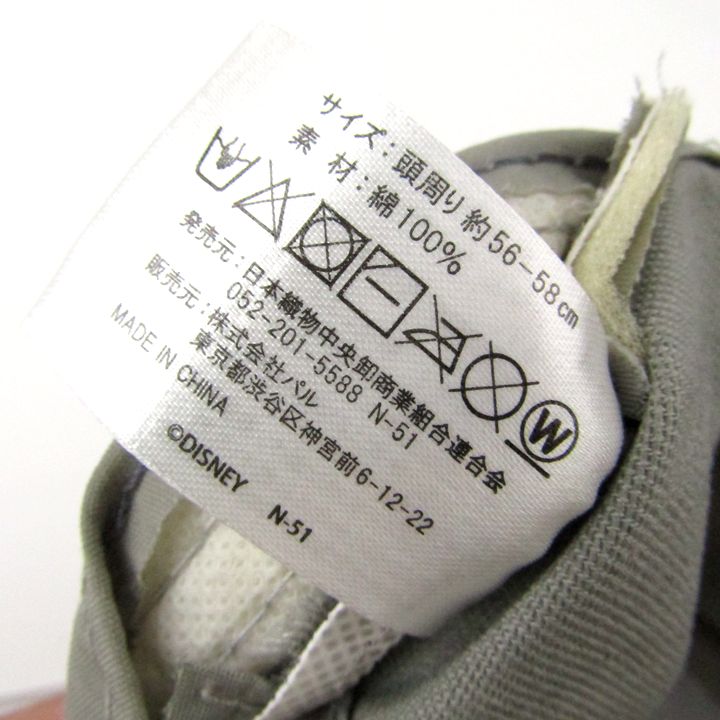 サイズ：頭周り 約56-58cm
素　材：綿100%
W
発売元：日本織物中央卸商業組合連合会
052-201-5588 N-51
販売元：株式会社パル
東京都渋谷区神宮前6-12-22
MADE IN CHINA
©DISNEY N-51